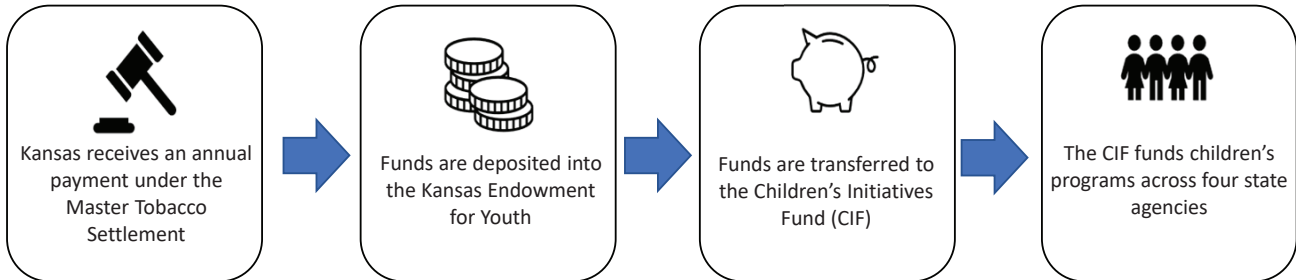 Kansas receives an annual
payment under the
Master Tobacco
Settlement
Funds are deposited into
the Kansas Endowment
for Youth
Funds are transferred to
the Children’s Initiatives
Fund (CIF)
The CIF funds children’s
programs across four state
agencies